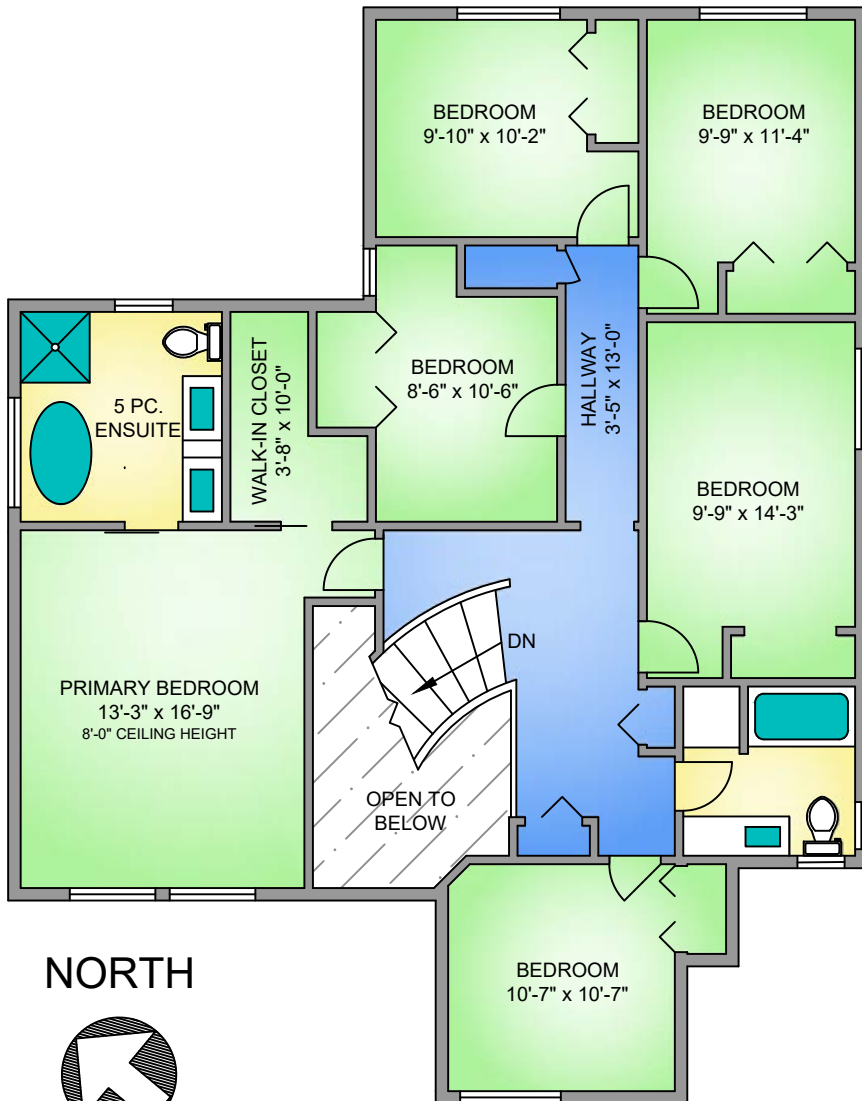 BEDROOM
9'-10" x 10'-2"
BEDROOM
9'-9" x 11'-4"
5 PC.
ENSUITE
WALK-IN CLOSET
3'-8" x 10'-0"
BEDROOM
8'-6" x 10'-6"
HALLWAY
3'-5" x 13'-0"
BEDROOM
9'-9" x 14'-3"
DN
PRIMARY BEDROOM
13'-3" x 16'-9"
8'-0" CEILING HEIGHT
OPEN TO
BELOW
BEDROOM
10'-7" x 10'-7"
NORTH